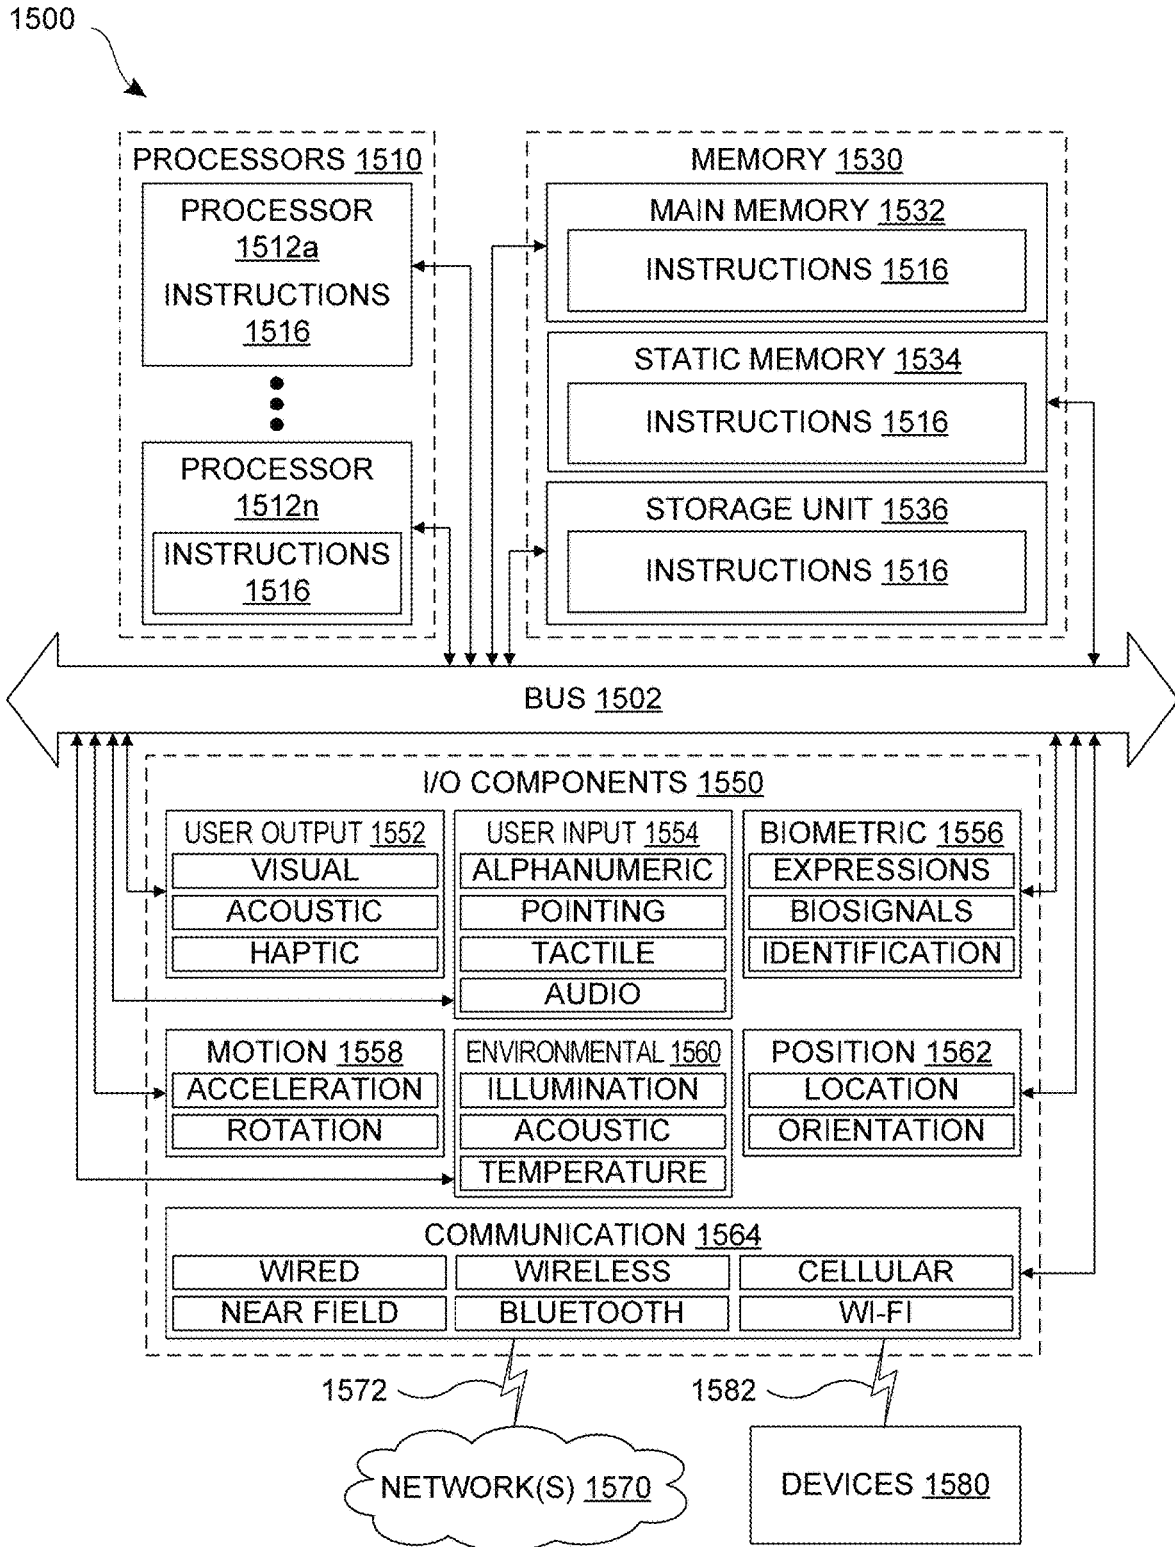 1500
PROCESSORS 1510
PROCESSOR
1512a
INSTRUCTIONS
1516
PROCESSOR
1512n
INSTRUCTIONS
1516
MEMORY 1530
MAIN MEMORY 1532
INSTRUCTIONS 1516
STATIC MEMORY 1534
INSTRUCTIONS 1516
STORAGE UNIT 1536
INSTRUCTIONS 1516
BUS 1502
I/O COMPONENTS 1550
USER OUTPUT 1552
VISUAL
ACOUSTIC
HAPTIC
USER INPUT 1554
ALPHANUMERIC
POINTING
TACTILE
AUDIO
BIOMETRIC 1556
EXPRESSIONS
BIOSIGNALS
IDENTIFICATION
MOTION 1558
ACCELERATION
ROTATION
ENVIRONMENTAL 1560
ILLUMINATION
ACOUSTIC
TEMPERATURE
POSITION 1562
LOCATION
ORIENTATION
COMMUNICATION 1564
WIRED
WIRELESS
CELLULAR
NEAR FIELD
BLUETOOTH
WI-FI
1572
1582
NETWORK(S) 1570
DEVICES 1580